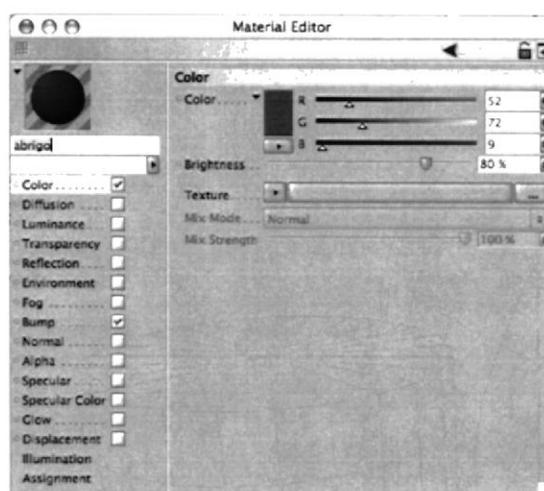 Material Editor
Color
Color
R 52
G 72
B 9
abrigo
Brightness 80 %
Color
Texture ...
Diffusion
Mix Mode Normal
Luminance
Mix Strength 100 %
Transparency
Reflection
Environment
Fog
Bump
Normal
Alpha
Specular
Specular Color
Glow
Displacement
Illumination
Assignment